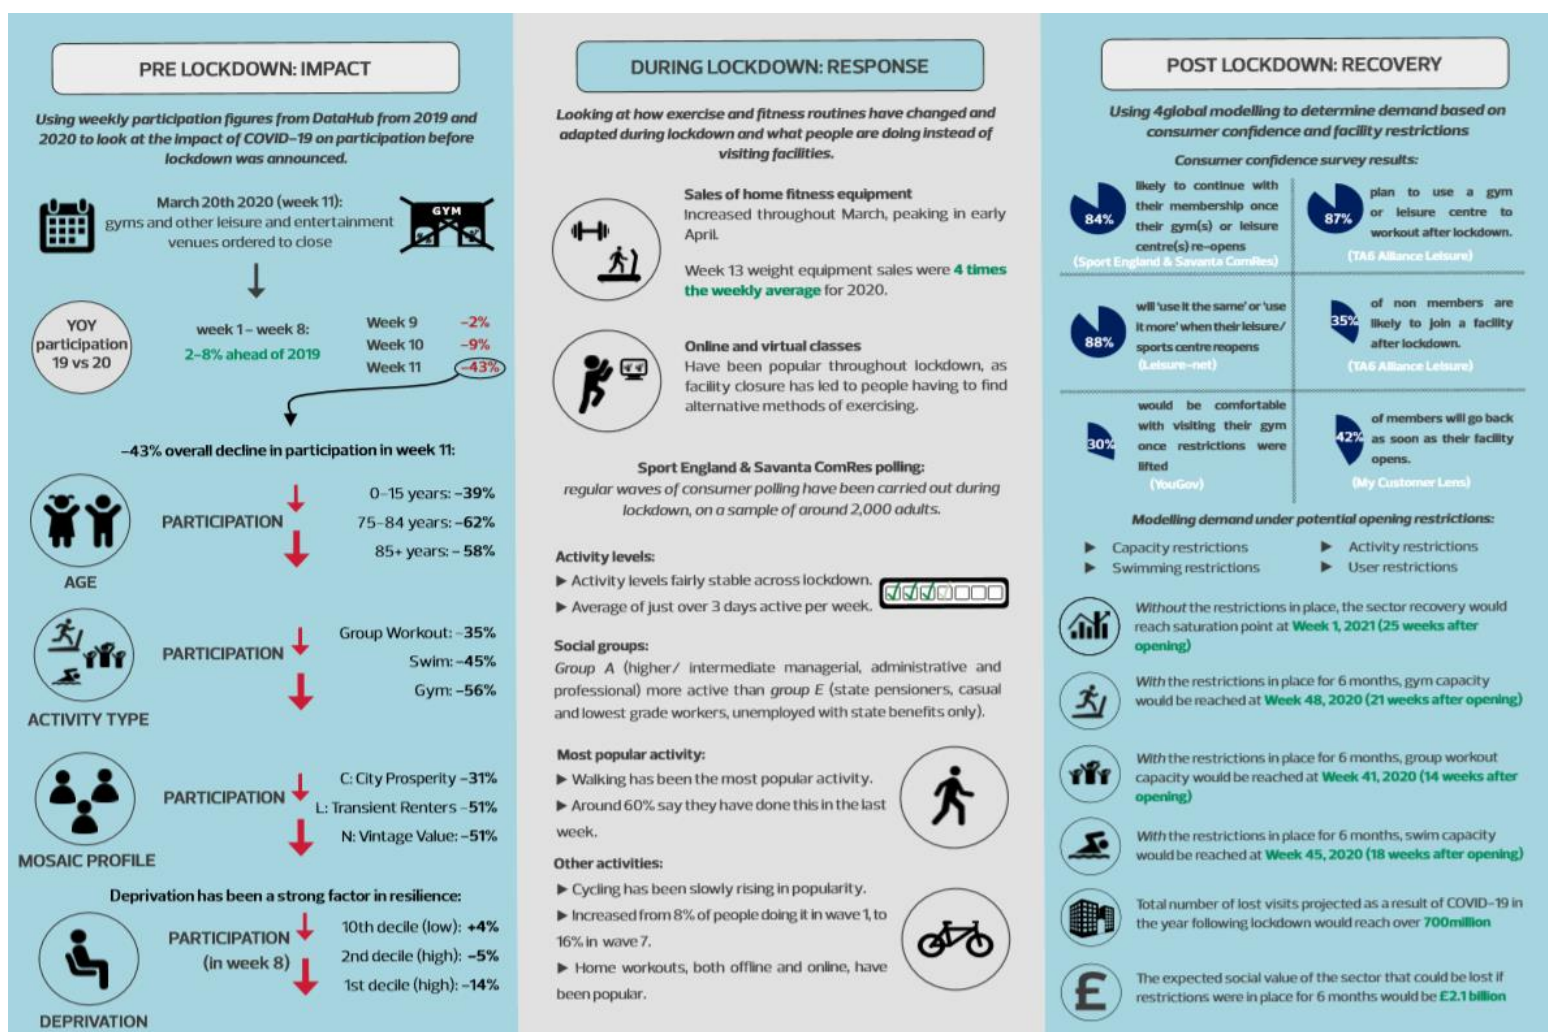 PRE LOCKDOWN: IMPACT
Using weekly participation figures from DataHub from 2019 and
2020 to look at the impact of COVID-19 on participation before
lockdown was announced.
March 20th 2020 (week 11):
gyms and other leisure and entertainment
venues ordered to close
GYM
YOY
participation
19 vs 20
week 1- week 8:
2-8% ahead of 2019
Week 9 -2%
Week 10 -9%
Week 11 -43%
-43% overall decline in participation in week 11:
AGE
PARTICIPATION
0-15 years: -39%
75-84 years: -62%
85+ years: - 58%
ACTIVITY TYPE
PARTICIPATION
Group Workout: -35%
Swim: -45%
Gym: -56%
MOSAIC PROFILE
PARTICIPATION
C: City Prosperity -31%
L: Transient Renters -51%
N: Vintage Value: -51%
Deprivation has been a strong factor in resilience:
DEPRIVATION
PARTICIPATION
(in week 8)
10th decile (low): +4%
2nd decile (high): -5%
1st decile (high): -14%
DURING LOCKDOWN: RESPONSE
Looking at how exercise and fitness routines have changed and
adapted during lockdown and what people are doing instead of
visiting facilities.
Sales of home fitness equipment
Increased throughout March, peaking in early
April.
Week 13 weight equipment sales were 4 times
the weekly average for 2020.
Online and virtual classes
Have been popular throughout lockdown, as
facility closure has led to people having to find
alternative methods of exercising.
Sport England & Savanta ComRes polling:
regular waves of consumer polling have been carried out during
lockdown, on a sample of around 2,000 adults.
Activity levels:
▶ Activity levels fairly stable across lockdown.
▶ Average of just over 3 days active per week.
Social groups:
Group A (higher/ intermediate managerial, administrative and
professional) more active than group E (state pensioners, casual
and lowest grade workers, unemployed with state benefits only).
Most popular activity:
▶ Walking has been the most popular activity.
▶ Around 60% say they have done this in the last
week.
Other activities:
▶ Cycling has been slowly rising in popularity.
▶ Increased from 8% of people doing it in wave 1, to
16% in wave 7.
▶ Home workouts, both offline and online, have
been popular.
POST LOCKDOWN: RECOVERY
Using 4global modelling to determine demand based on
consumer confidence and facility restrictions
Consumer confidence survey results:
84%
likely to continue with
their membership once
their gym(s) or leisure
centre(s) re-opens
(Sport England & Savanta ComRes)
87%
plan to use a gym
or leisure centre to
workout after lockdown.
(TA6 Alliance Leisure)
88%
will 'use it the same' or 'use
it more' when their leisure/
sports centre reopens
(Leisure-net)
35%
of non members are
likely to join a facility
after lockdown.
(TA6 Alliance Leisure)
30%
would be comfortable
with visiting their gym
once restrictions were
lifted
(YouGov)
42%
of members will go back
as soon as their facility
opens.
(My Customer Lens)
Modelling demand under potential opening restrictions:
▶ Capacity restrictions
▶ Swimming restrictions
▶ Activity restrictions
▶ User restrictions
Without the restrictions in place, the sector recovery would
reach saturation point at Week 1, 2021 (25 weeks after
opening)
With the restrictions in place for 6 months, gym capacity
would be reached at Week 48, 2020 (21 weeks after opening)
With the restrictions in place for 6 months, group workout
capacity would be reached at Week 41, 2020 (14 weeks after
opening)
With the restrictions in place for 6 months, swim capacity
would be reached at Week 45, 2020 (18 weeks after opening)
Total number of lost visits projected as a result of COVID-19 in
the year following lockdown would reach over 700million
£
The expected social value of the sector that could be lost if
restrictions were in place for 6 months would be £2.1 billion